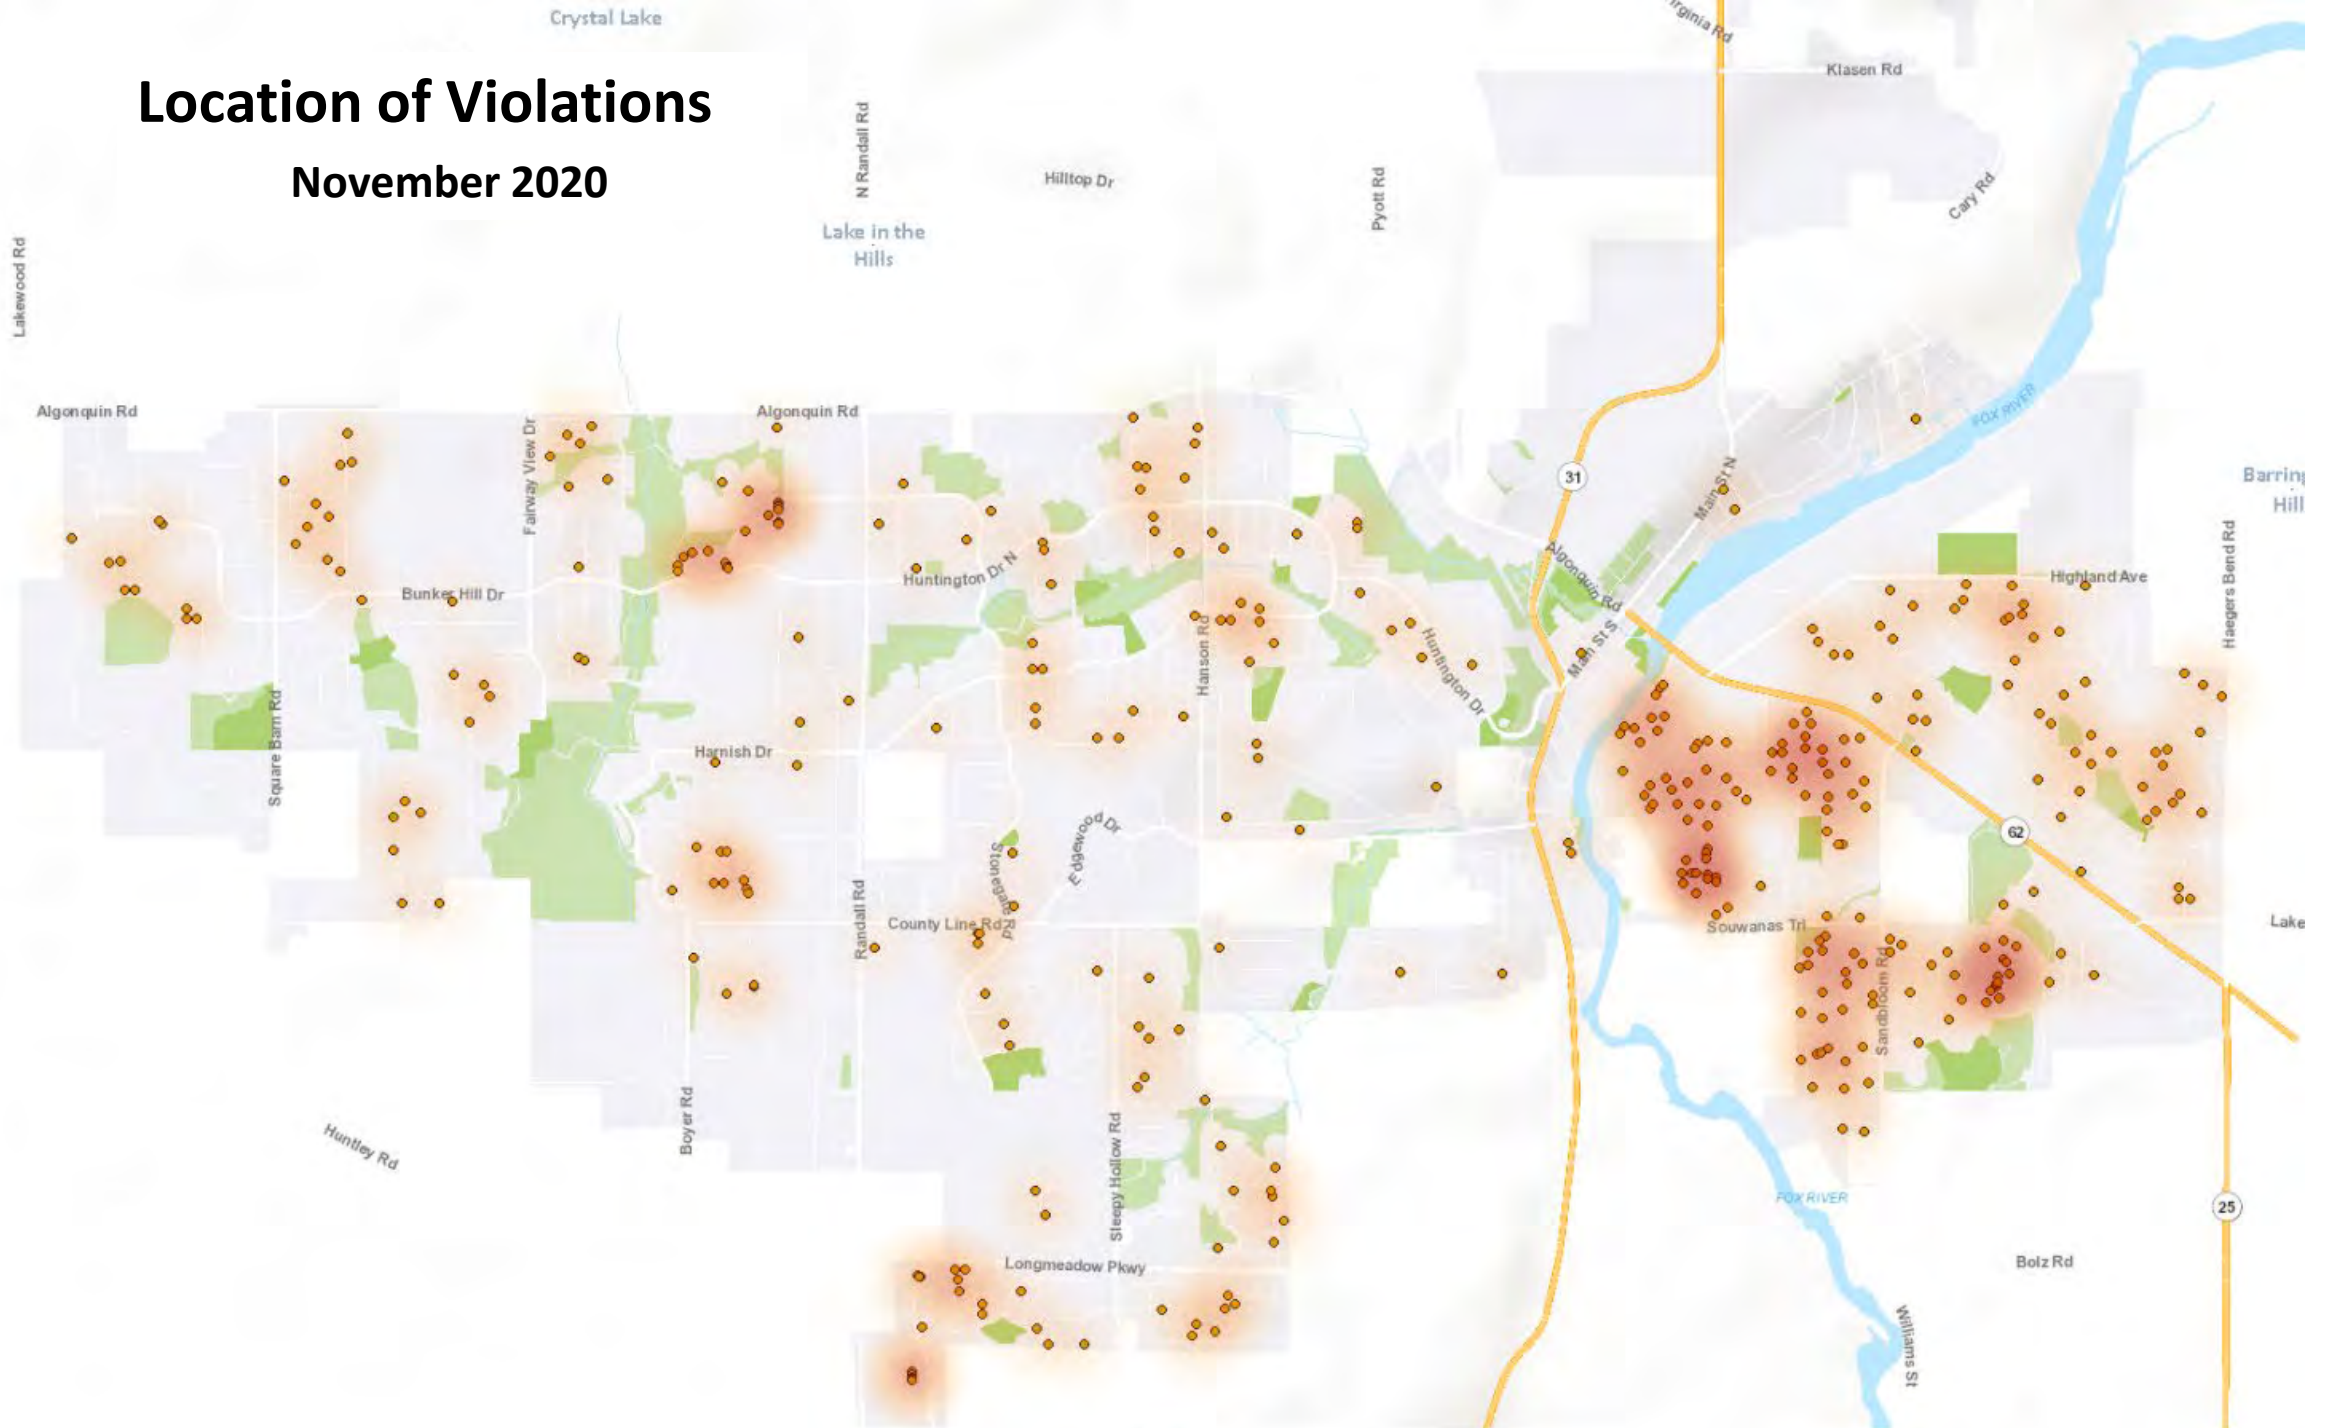 Crystal Lake
Location of Violations
November 2020
Klasen Rd
N Randall Rd
Hilltop Dr
Pyott Rd
Cary Rd
Lake in the
Hills
Lakewood Rd
Algonquin Rd
Algonquin Rd
Fairway View Dr
FOX RIVER
31
Main St N
Barring
Hill
Algonquin Rd
Huntington Dr N
Bunker Hill Dr
Highland Ave
Haegers Bend Rd
Hanson Rd
Huntington Dr
Main St S
Square Barn Rd
Harnish Dr
62
Edgewood Dr
Stonegate Rd
Randall Rd
County Line Rd
Souwanas Trl
Lake
Sandbloom Rd
Boyer Rd
Huntley Rd
Sleepy Hollow Rd
FOX RIVER
25
Longmeadow Pkwy
Bolz Rd
Williams St